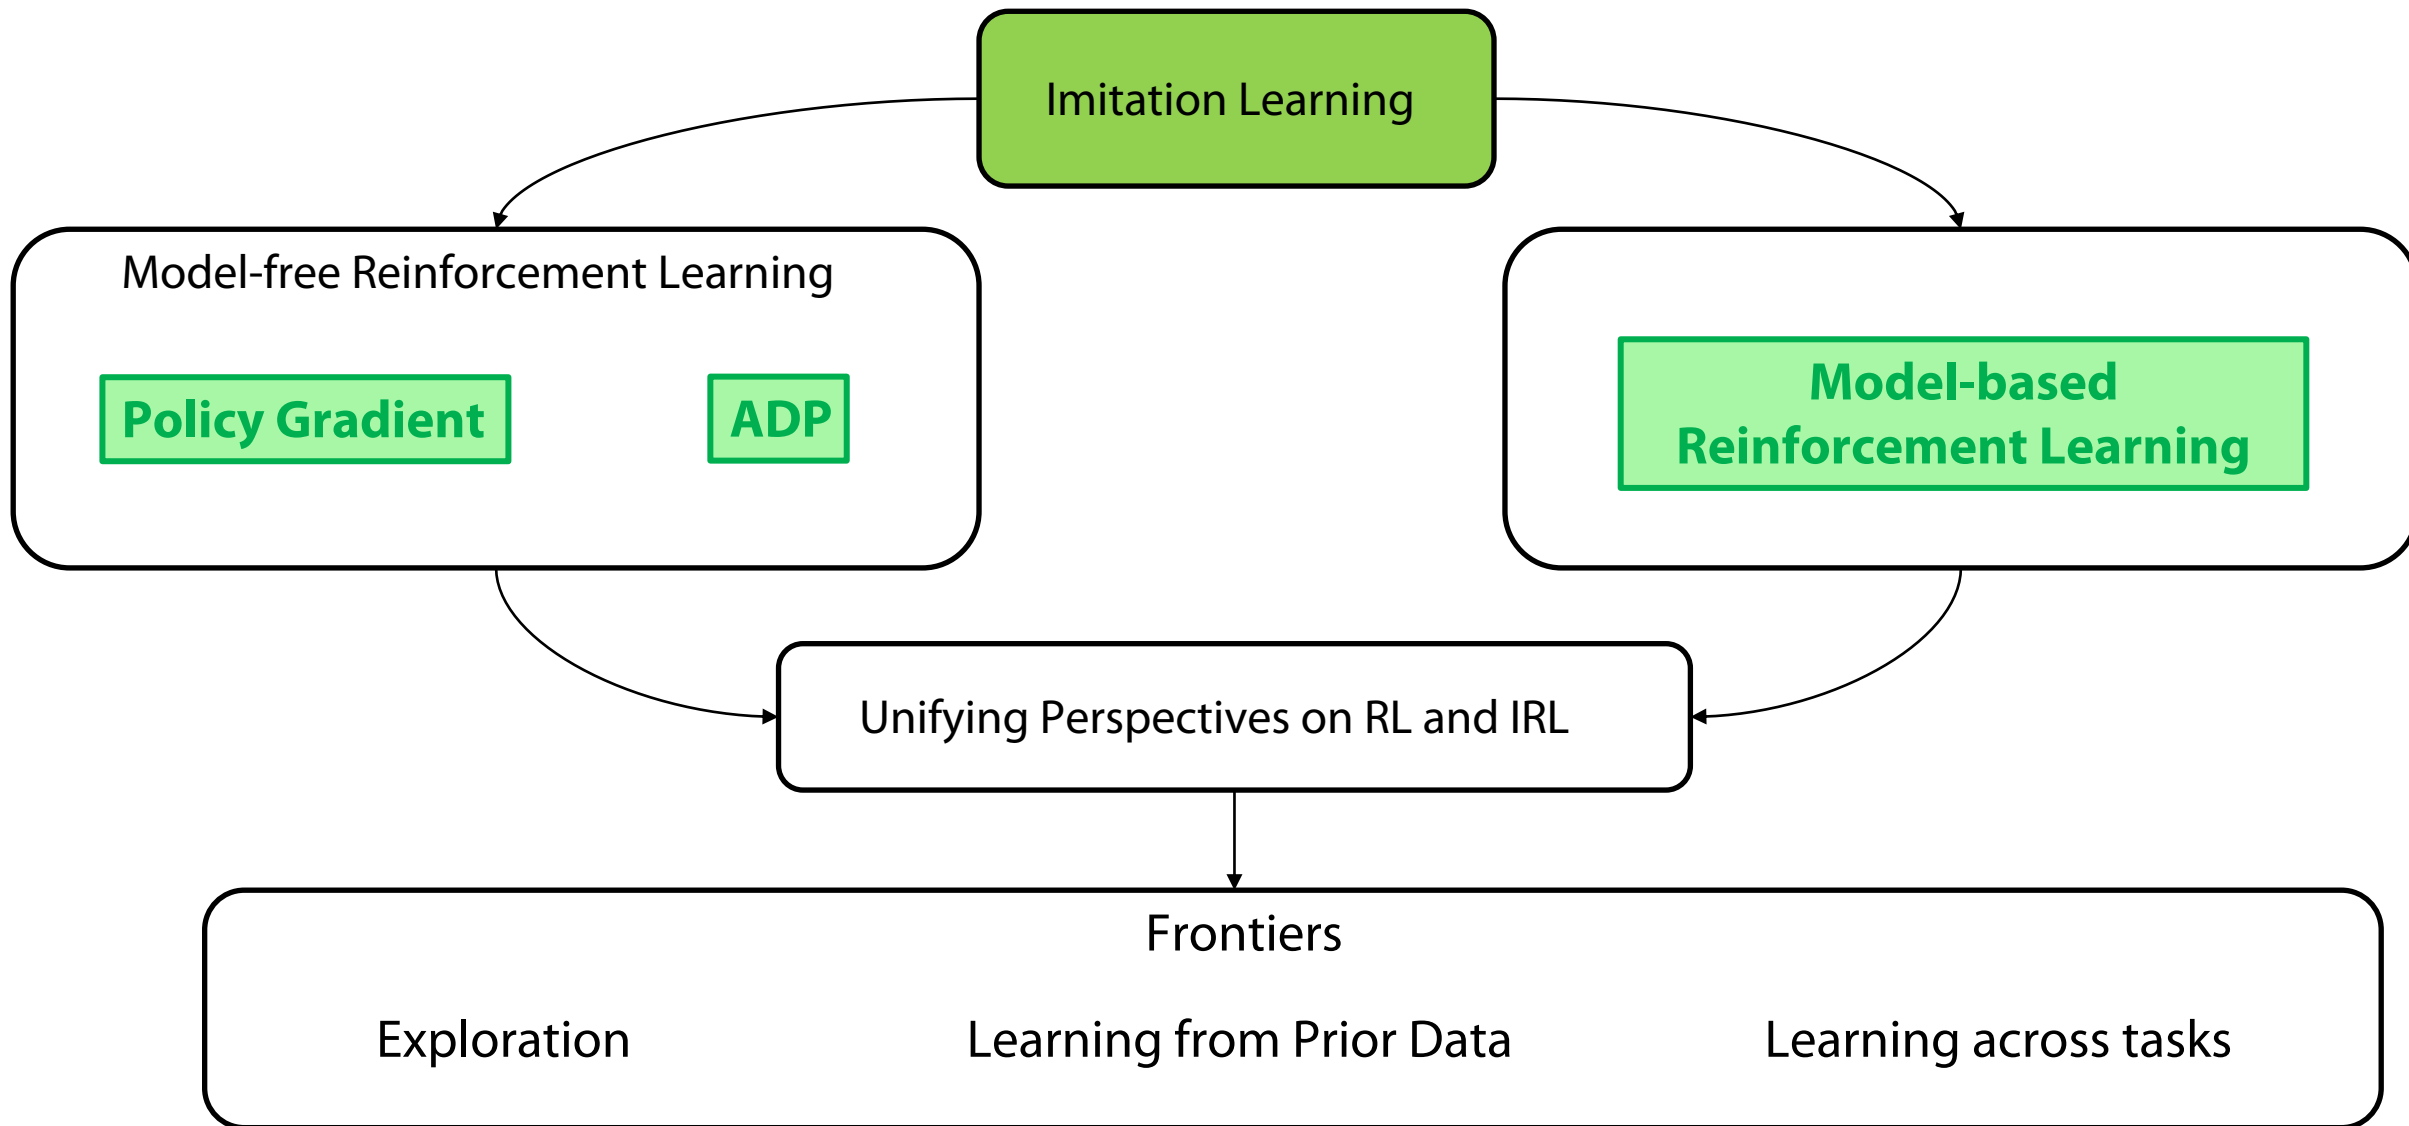 Imitation Learning
Model-free Reinforcement Learning
Policy Gradient
ADP
Model-based
Reinforcement Learning
Unifying Perspectives on RL and IRL
Frontiers
Exploration
Learning from Prior Data
Learning across tasks